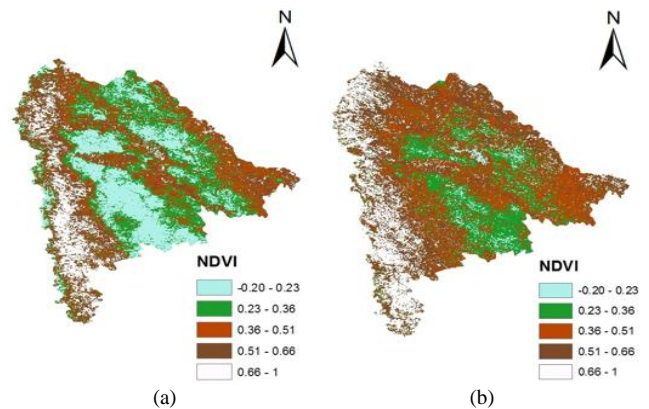 N
N
NDVI
-0.20 - 0.23
0.23 - 0.36
0.36 - 0.51
0.51 - 0.66
0.66 - 1
NDVI
-0.20 - 0.23
0.23 - 0.36
0.36 - 0.51
0.51 - 0.66
0.66 - 1
(a)
(b)